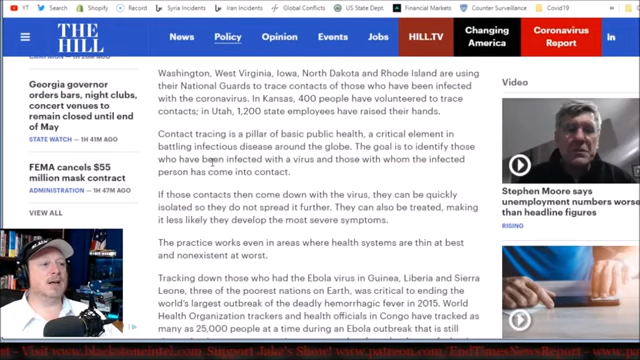 YT
Shopify
Record
Syria Incidents
Iran Incidents
Global Conflicts
US State Dept.
Financial Markets
Counter Surveillance
Covid19
THE
HILL
News
Policy
Opinion
Events
Jobs
HILL.TV
Changing
America
Coronavirus
Report
in
CAMPAIGN
Georgia governor
orders bars, night clubs,
concert venues to
remain closed until end
of May
STATE WATCH — 1H 41M AGO
FEMA cancels $55
million mask contract
ADMINISTRATION — 1H 47M AGO
VIEW ALL
Washington, West Virginia, Iowa, North Dakota and Rhode Island are using
their National Guards to trace contacts of those who have been infected
with the coronavirus. In Kansas, 400 people have volunteered to trace
contacts; in Utah, 1,200 state employees have raised their hands.
Contact tracing is a pillar of basic public health, a critical element in
battling infectious disease around the globe. The goal is to identify those
who have been infected with a virus and those with whom the infected
person has come into contact.
If those contacts then come down with the virus, they can be quickly
isolated so they do not spread it further. They can also be treated, making
it less likely they develop the most severe symptoms.
The practice works even in areas where health systems are thin at best
and nonexistent at worst.
Tracking down those who had the Ebola virus in Guinea, Liberia and Sierra
Leone, three of the poorest nations on Earth, was critical to ending the
world's largest outbreak of the deadly hemorrhagic fever in 2015. World
Health Organization trackers and health officials in Congo have tracked as
many as 25,000 people at a time during an Ebola outbreak that is still
Video
Stephen Moore says
unemployment numbers worse
than headline figures
RISING
- Visit www.blackstoneintel.com Support Jake's Show! www.patreon.com/EndTimesNewsReport -